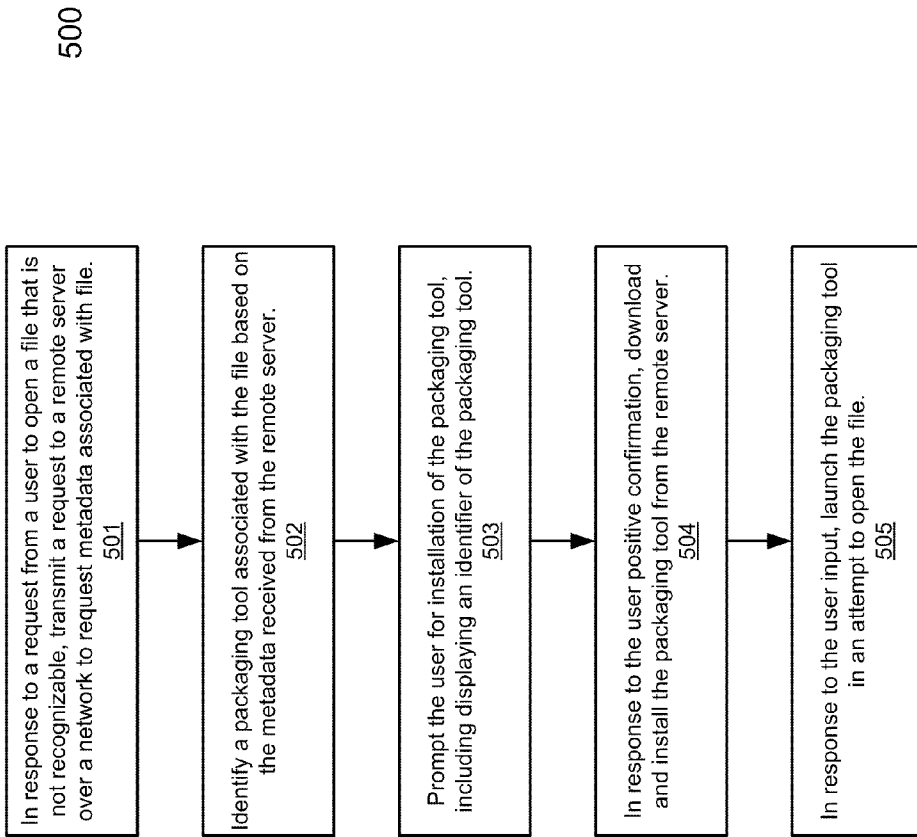 500
In response to a request from a user to open a file that is
not recognizable, transmit a request to a remote server
over a network to request metadata associated with file.
501
Identify a packaging tool associated with the file based on
the metadata received from the remote server.
502
Prompt the user for installation of the packaging tool,
including displaying an identifier of the packaging tool.
503
In response to the user positive confirmation, download
and install the packaging tool from the remote server.
504
In response to the user input, launch the packaging tool
in an attempt to open the file.
505